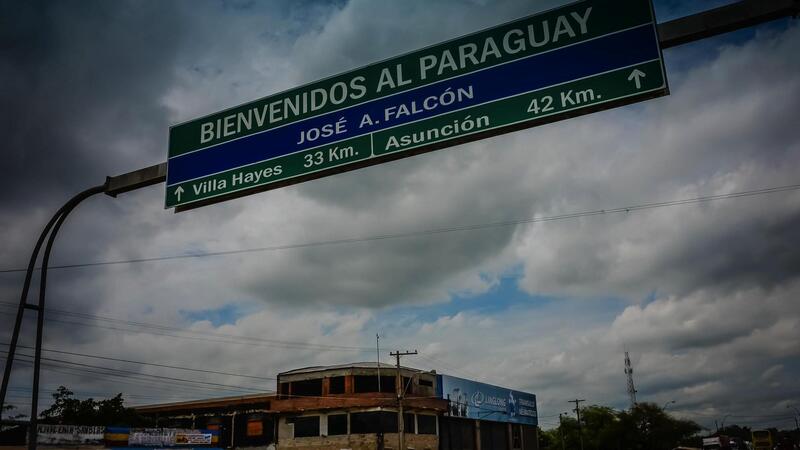 BIENVENIDOS AL PARAGUAY
JOSÉ A. FALCÓN
Villa Hayes 33 Km. Asunción 42 Km.
LINGLONG